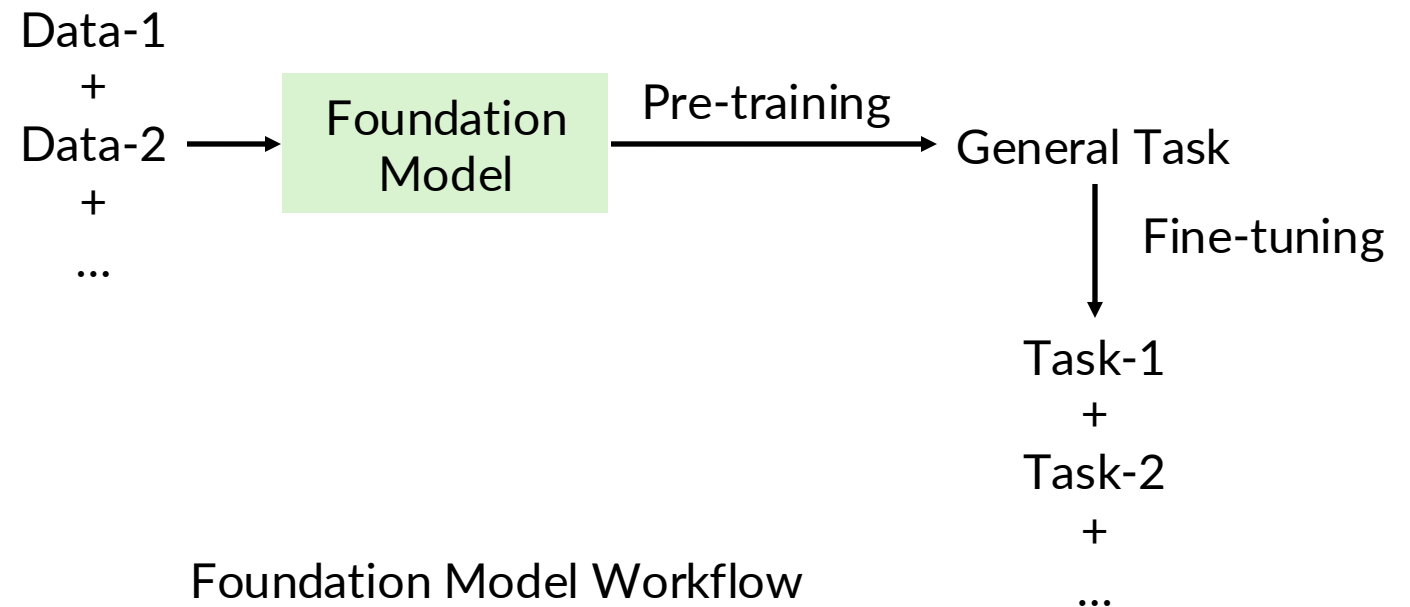 Data-1
+
Data-2
+
...
Foundation
Model
Pre-training
General Task
Fine-tuning
Task-1
+
Task-2
+
...
Foundation Model Workflow